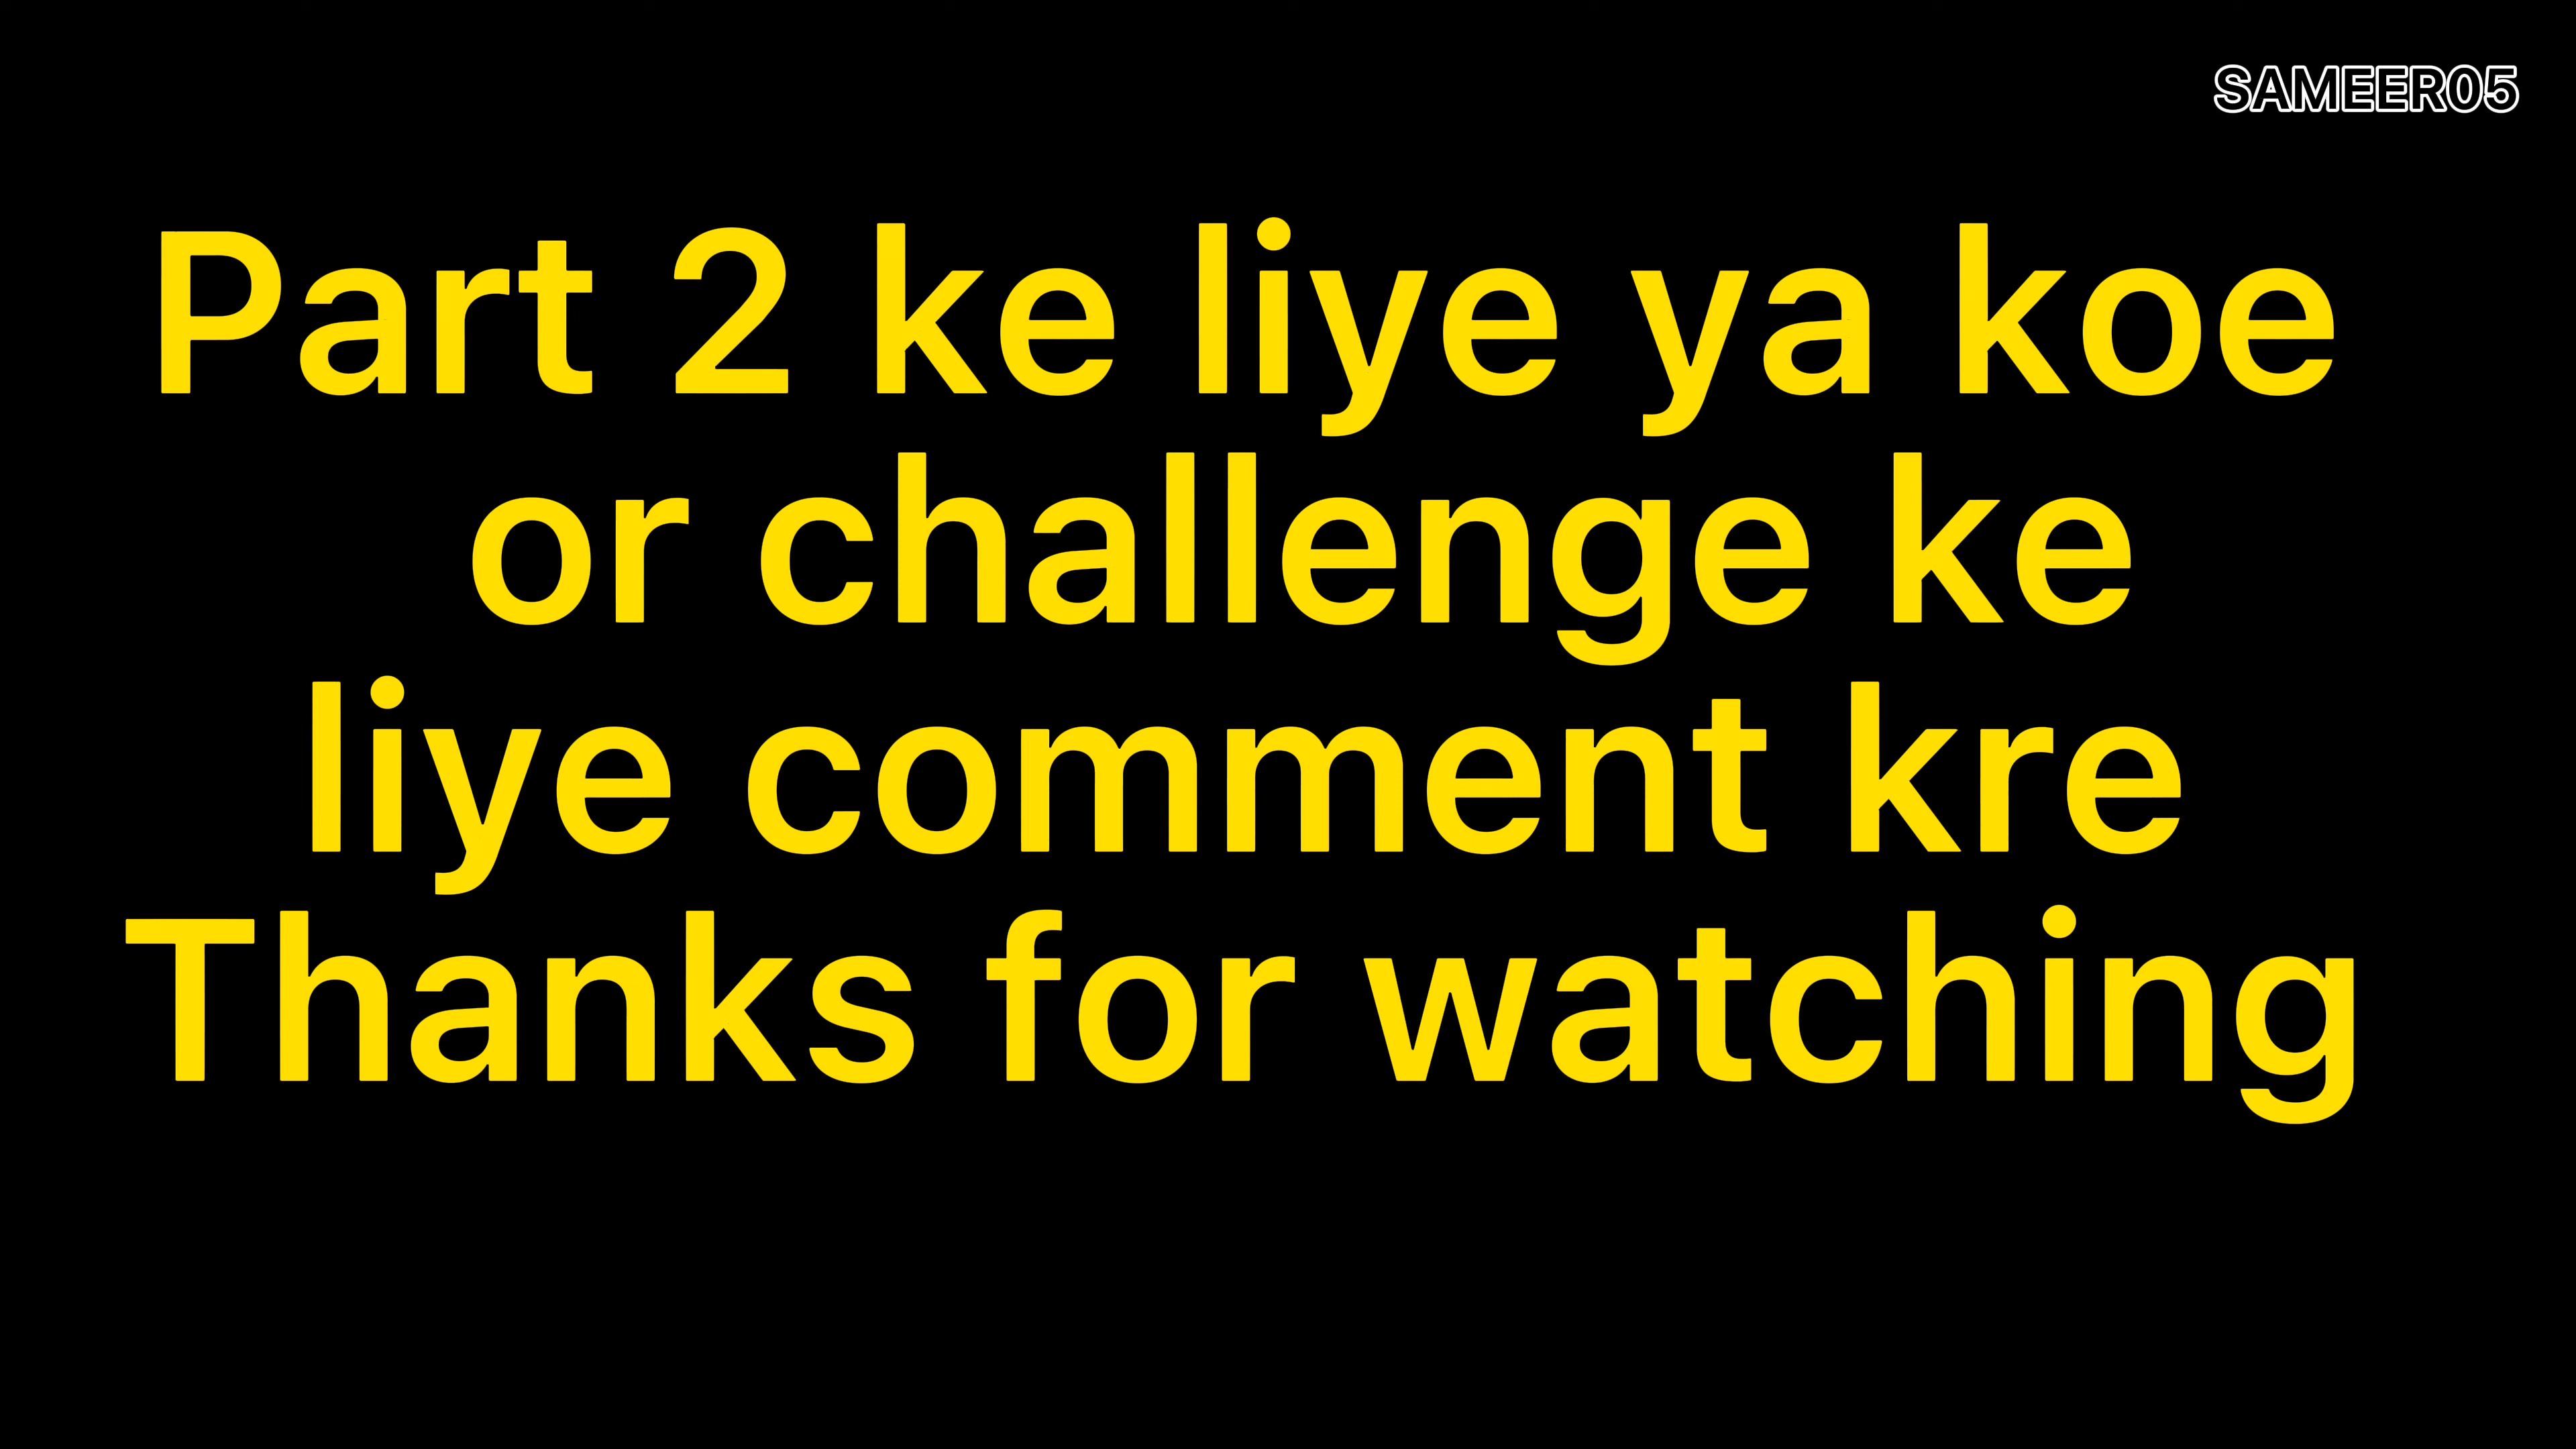 SAMEER05
Part 2 ke liye ya koe
or challenge ke
liye comment kre
Thanks for watching